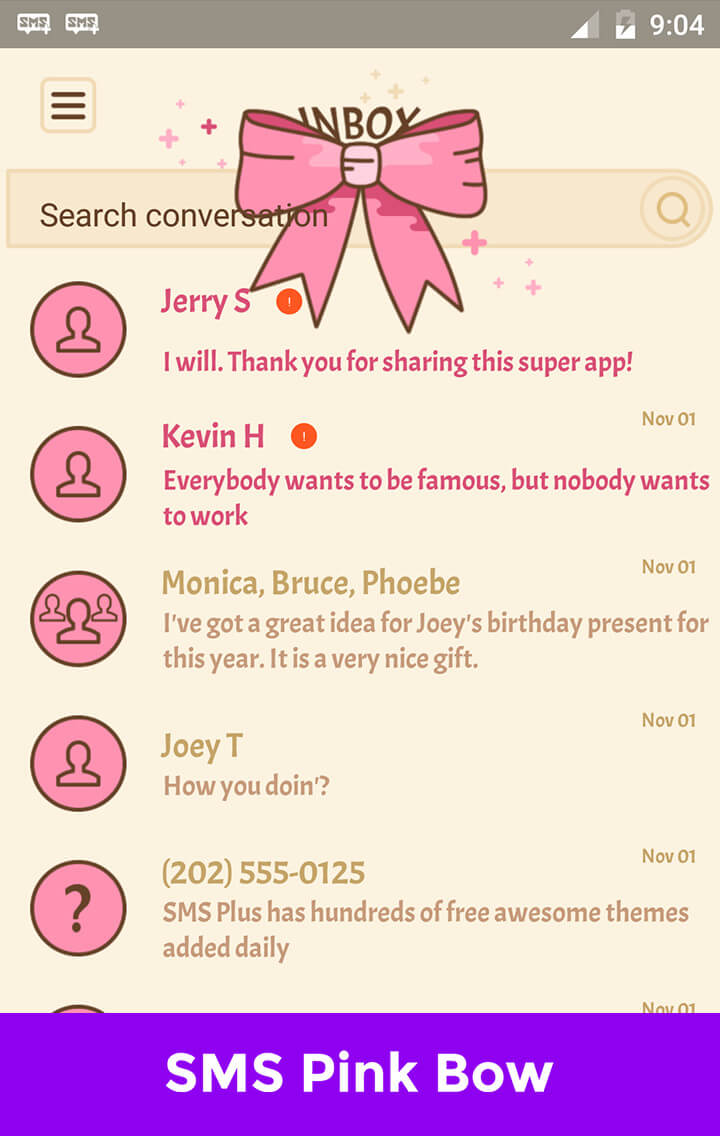 SMS SMS 9:04
INBOX
Search conversation
Jerry S !
I will. Thank you for sharing this super app!
Nov 01
Kevin H !
Everybody wants to be famous, but nobody wants
to work
Nov 01
Monica, Bruce, Phoebe
I've got a great idea for Joey's birthday present for
this year. It is a very nice gift.
Nov 01
Joey T
How you doin'?
Nov 01
(202) 555-0125
?
SMS Plus has hundreds of free awesome themes
added daily
Nov 01
SMS Pink Bow